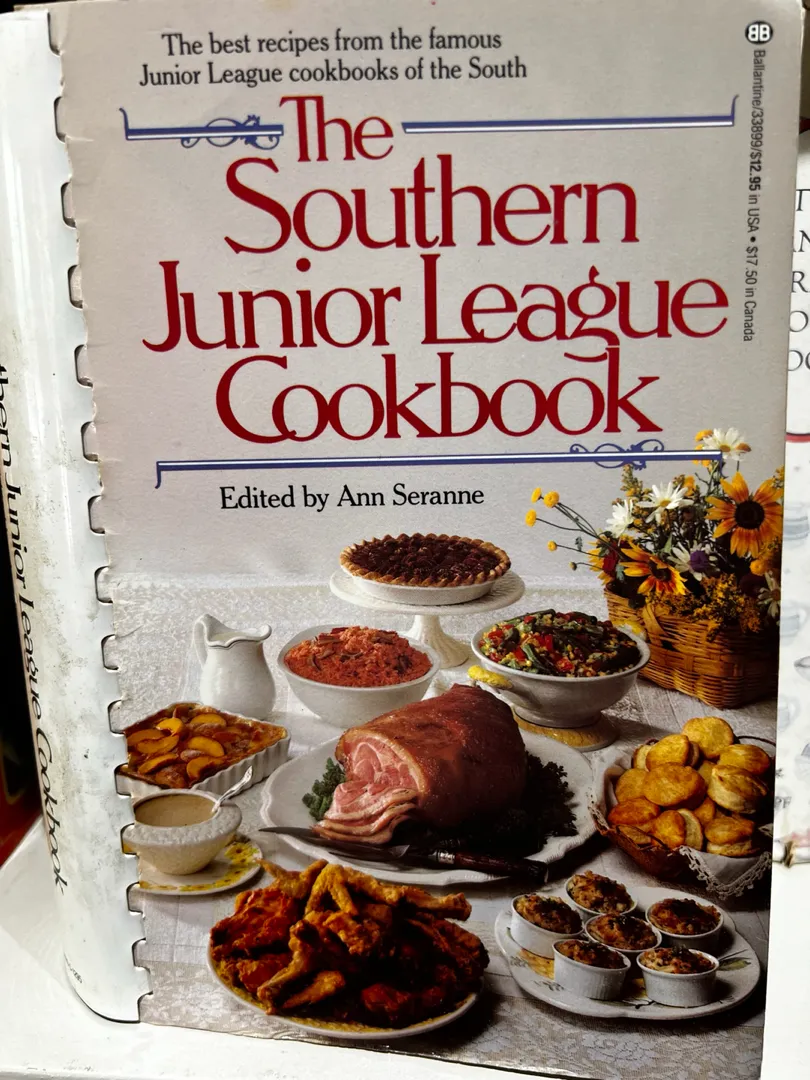 The best recipes from the famous
Junior League cookbooks of the South
The
Southern
Junior League
Cookbook
Edited by Ann Seranne
BB
Ballantine/33899/$12.95 in USA • $17.50 in Canada
thern Junior League Cookbook